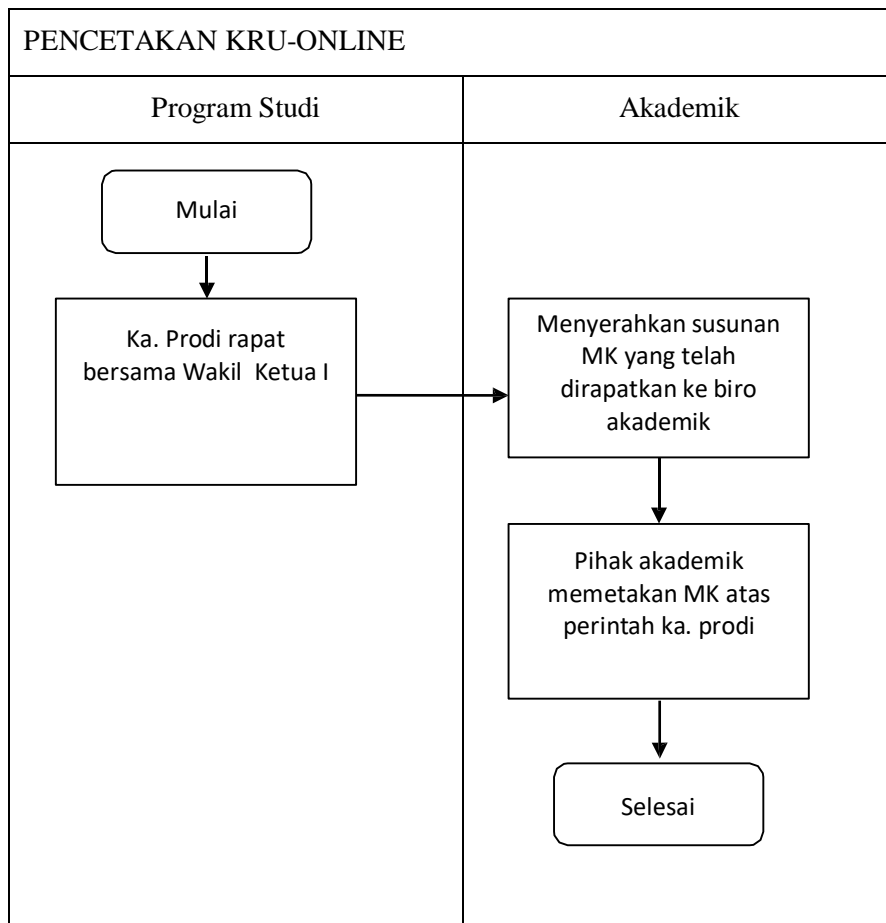 PENCETAKAN KRU-ONLINE
Program Studi
Akademik
Mulai
Ka. Prodi rapat
bersama Wakil Ketua I
Menyerahkan susunan
MK yang telah
dirapatkan ke biro
akademik
Pihak akademik
memetakan MK atas
perintah ka. prodi
Selesai